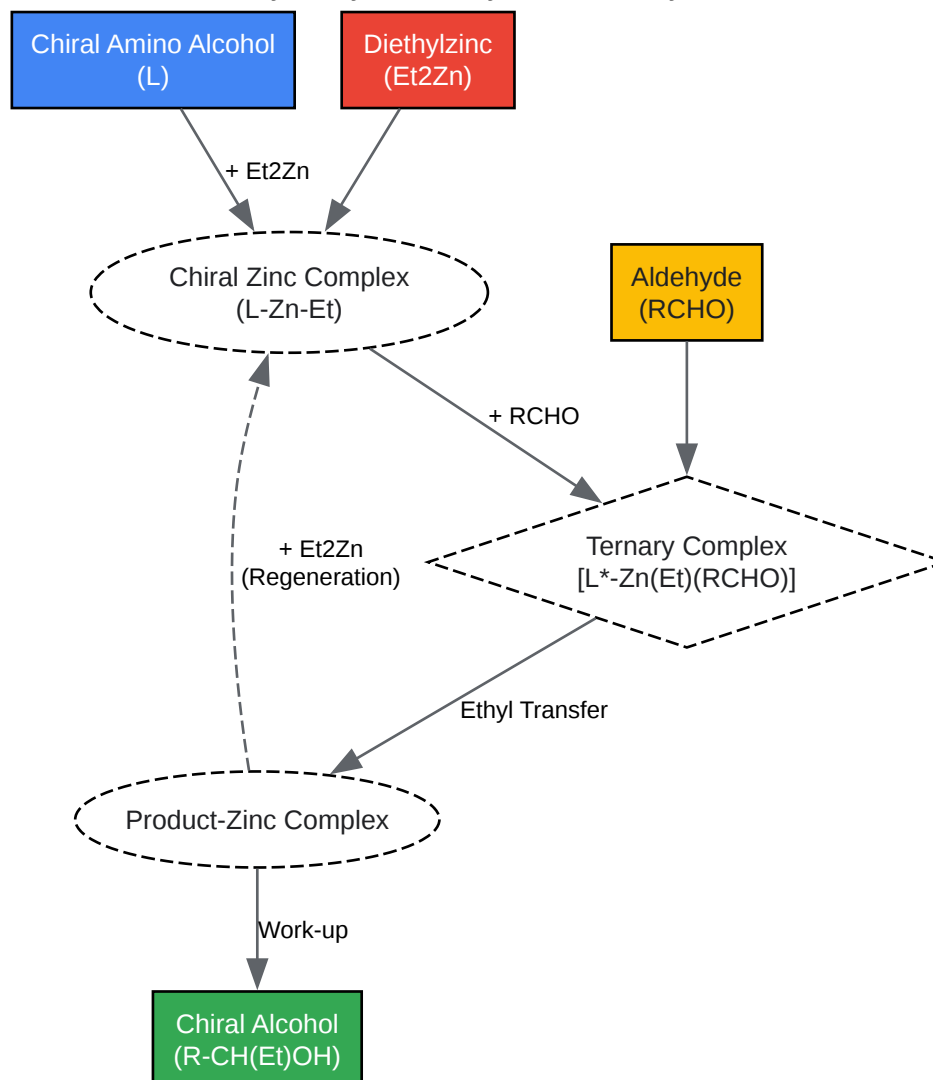 Chiral Amino Alcohol
(L)
Diethylzinc
(Et2Zn)
+ Et2Zn
Chiral Zinc Complex
(L-Zn-Et)
Aldehyde
(RCHO)
+ RCHO
+ Et2Zn
(Regeneration)
Ternary Complex
[L*-Zn(Et)(RCHO)]
Ethyl Transfer
Product-Zinc Complex
Work-up
Chiral Alcohol
(R-CH(Et)OH)